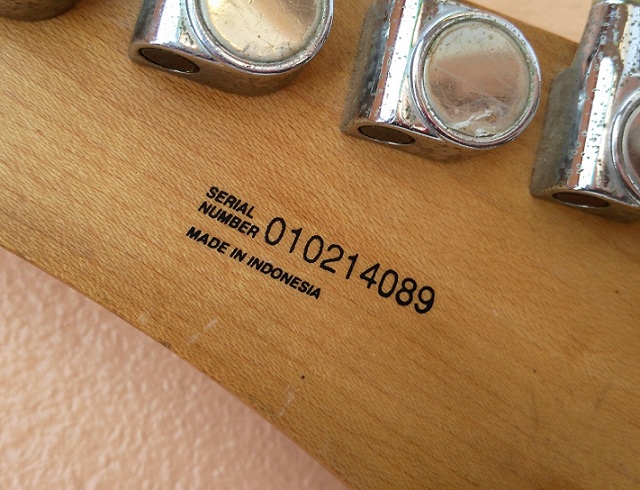 SERIAL
NUMBER 010214089
MADE IN INDONESIA